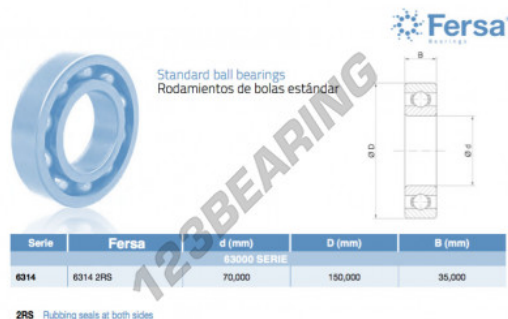 Fersa
Bearings
Standard ball bearings
Rodamientos de bolas estándar
B
Ø D
Ø d
123BEARING
Serie Fersa d (mm) D (mm) B (mm)
63000 SERIE
6314 6314 2RS 70,000 150,000 35,000
2RS Rubbing seals at both sides